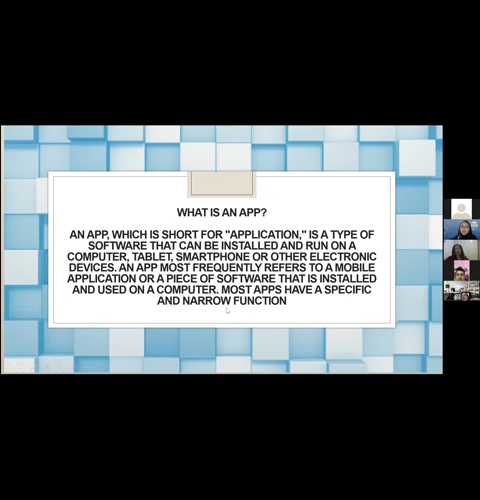 WHAT IS AN APP?
AN APP, WHICH IS SHORT FOR "APPLICATION," IS A TYPE OF
SOFTWARE THAT CAN BE INSTALLED AND RUN ON A
COMPUTER, TABLET, SMARTPHONE OR OTHER ELECTRONIC
DEVICES. AN APP MOST FREQUENTLY REFERS TO A MOBILE
APPLICATION OR A PIECE OF SOFTWARE THAT IS INSTALLED
AND USED ON A COMPUTER. MOST APPS HAVE A SPECIFIC
AND NARROW FUNCTION